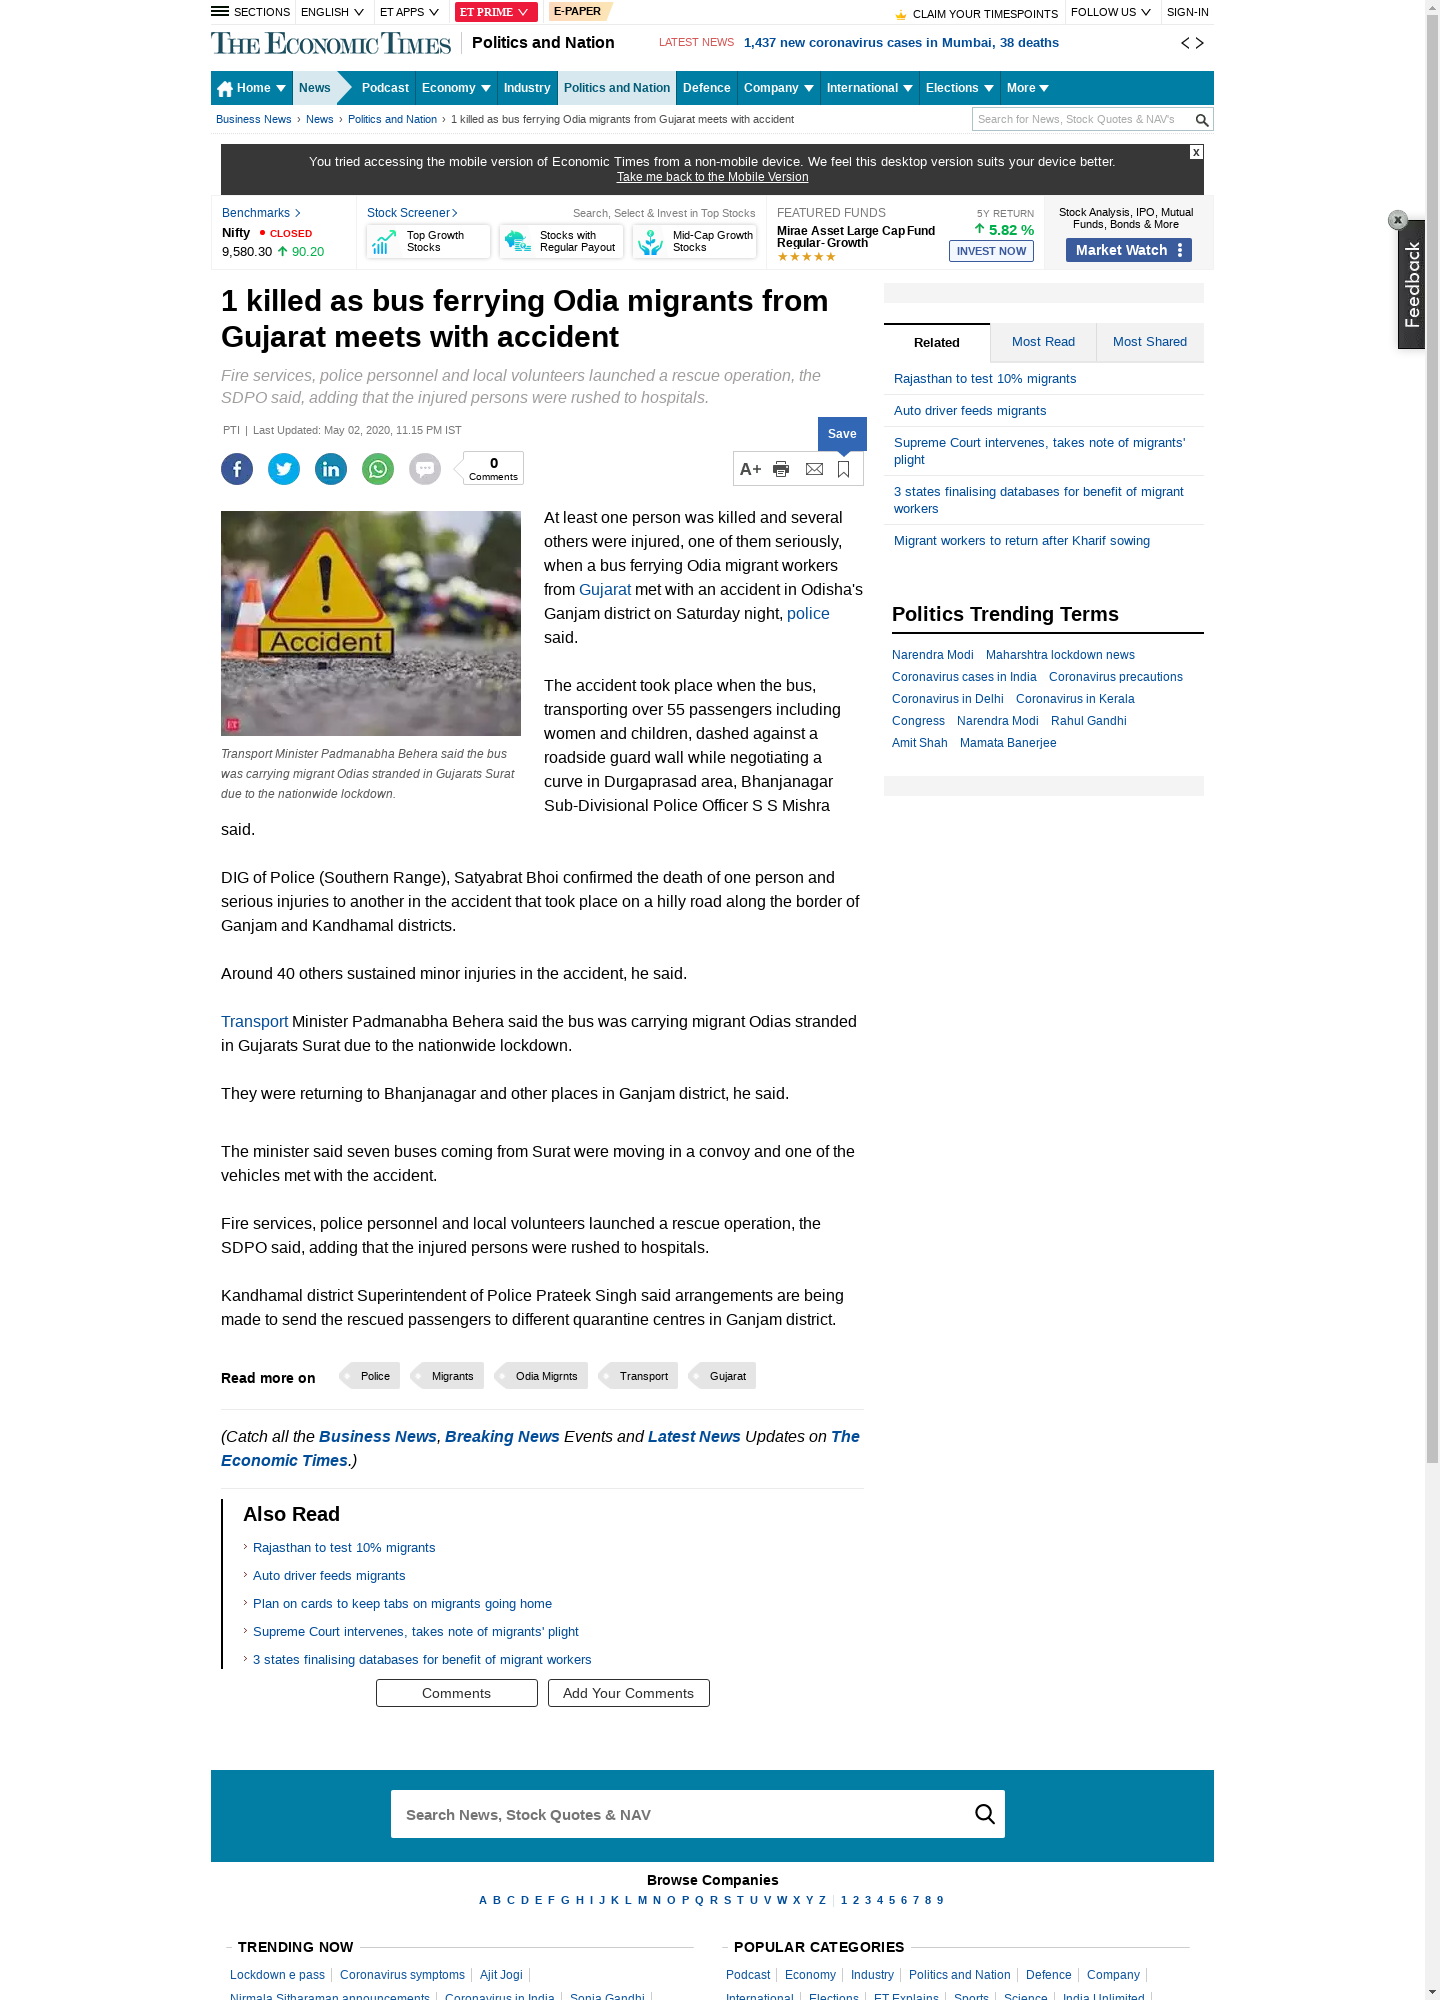 SECTIONS ENGLISH ET APPS ET PRIME E-PAPER CLAIM YOUR TIMESPOINTS FOLLOW US SIGN-IN
THE ECONOMIC TIMES Politics and Nation LATEST NEWS 1,437 new coronavirus cases in Mumbai, 38 deaths
Home News Podcast Economy Industry Politics and Nation Defence Company International Elections More
Business News › News › Politics and Nation › 1 killed as bus ferrying Odia migrants from Gujarat meets with accident Search for News, Stock Quotes & NAV's
You tried accessing the mobile version of Economic Times from a non-mobile device. We feel this desktop version suits your device better. x
Take me back to the Mobile Version
Benchmarks
Nifty CLOSED
9,580.30 90.20
Stock Screener Search, Select & Invest in Top Stocks
Top Growth
Stocks
Stocks with
Regular Payout
Mid-Cap Growth
Stocks
FEATURED FUNDS 5Y RETURN
Mirae Asset Large Cap Fund 5.82 %
Regular- Growth
★★★★★ INVEST NOW
Stock Analysis, IPO, Mutual
Funds, Bonds & More
Market Watch
x
Feedback
1 killed as bus ferrying Odia migrants from
Gujarat meets with accident
Fire services, police personnel and local volunteers launched a rescue operation, the
SDPO said, adding that the injured persons were rushed to hospitals.
PTI | Last Updated: May 02, 2020, 11.15 PM IST
Save
0
Comments
A+
Accident
ET
Transport Minister Padmanabha Behera said the bus
was carrying migrant Odias stranded in Gujarats Surat
due to the nationwide lockdown.
At least one person was killed and several
others were injured, one of them seriously,
when a bus ferrying Odia migrant workers
from Gujarat met with an accident in Odisha's
Ganjam district on Saturday night, police
said.
The accident took place when the bus,
transporting over 55 passengers including
women and children, dashed against a
roadside guard wall while negotiating a
curve in Durgaprasad area, Bhanjanagar
Sub-Divisional Police Officer S S Mishra
said.
DIG of Police (Southern Range), Satyabrat Bhoi confirmed the death of one person and
serious injuries to another in the accident that took place on a hilly road along the border of
Ganjam and Kandhamal districts.
Around 40 others sustained minor injuries in the accident, he said.
Transport Minister Padmanabha Behera said the bus was carrying migrant Odias stranded
in Gujarats Surat due to the nationwide lockdown.
They were returning to Bhanjanagar and other places in Ganjam district, he said.
The minister said seven buses coming from Surat were moving in a convoy and one of the
vehicles met with the accident.
Fire services, police personnel and local volunteers launched a rescue operation, the
SDPO said, adding that the injured persons were rushed to hospitals.
Kandhamal district Superintendent of Police Prateek Singh said arrangements are being
made to send the rescued passengers to different quarantine centres in Ganjam district.
Read more on Police Migrants Odia Migrnts Transport Gujarat
(Catch all the Business News, Breaking News Events and Latest News Updates on The
Economic Times.)
Also Read
Rajasthan to test 10% migrants
Auto driver feeds migrants
Plan on cards to keep tabs on migrants going home
Supreme Court intervenes, takes note of migrants' plight
3 states finalising databases for benefit of migrant workers
Comments Add Your Comments
Related Most Read Most Shared
Rajasthan to test 10% migrants
Auto driver feeds migrants
Supreme Court intervenes, takes note of migrants'
plight
3 states finalising databases for benefit of migrant
workers
Migrant workers to return after Kharif sowing
Politics Trending Terms
Narendra Modi Maharshtra lockdown news
Coronavirus cases in India Coronavirus precautions
Coronavirus in Delhi Coronavirus in Kerala
Congress Narendra Modi Rahul Gandhi
Amit Shah Mamata Banerjee
Search News, Stock Quotes & NAV
Browse Companies
A B C D E F G H I J K L M N O P Q R S T U V W X Y Z 1 2 3 4 5 6 7 8 9
TRENDING NOW
Lockdown e pass Coronavirus symptoms Ajit Jogi
Nirmala Sitharaman announcements Coronavirus in India Sonia Gandhi
POPULAR CATEGORIES
Podcast Economy Industry Politics and Nation Defence Company
International Elections ET Explains Sports Science India Unlimited